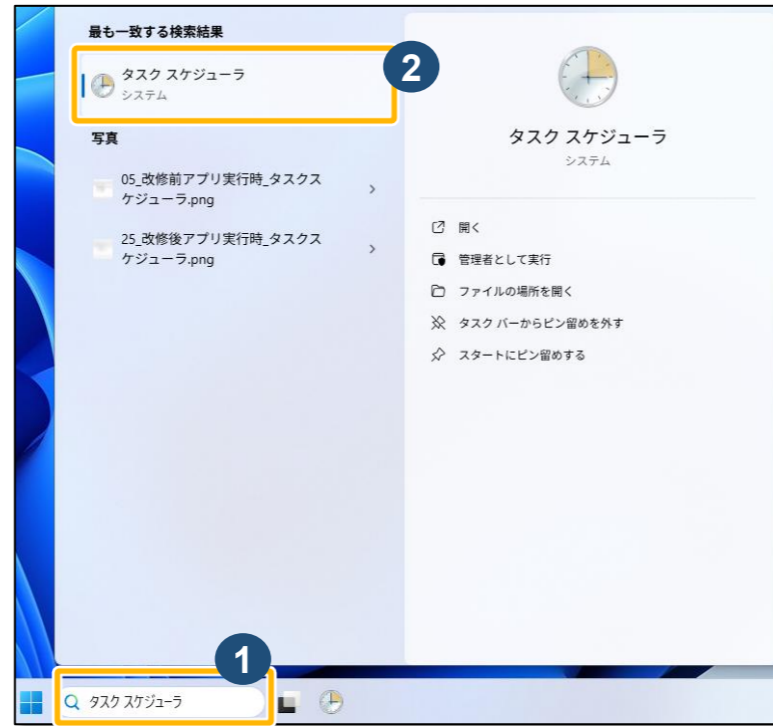 最も一致する検索結果
タスク スケジューラ
システム
2
写真
05_改修前アプリ実行時_タスクス
ケジューラ.png
25_改修後アプリ実行時_タスクス
ケジューラ.png
タスク スケジューラ
システム
開く
管理者として実行
ファイルの場所を開く
タスク バーからピン留めを外す
スタートにピン留めする
1
タスク スケジューラ